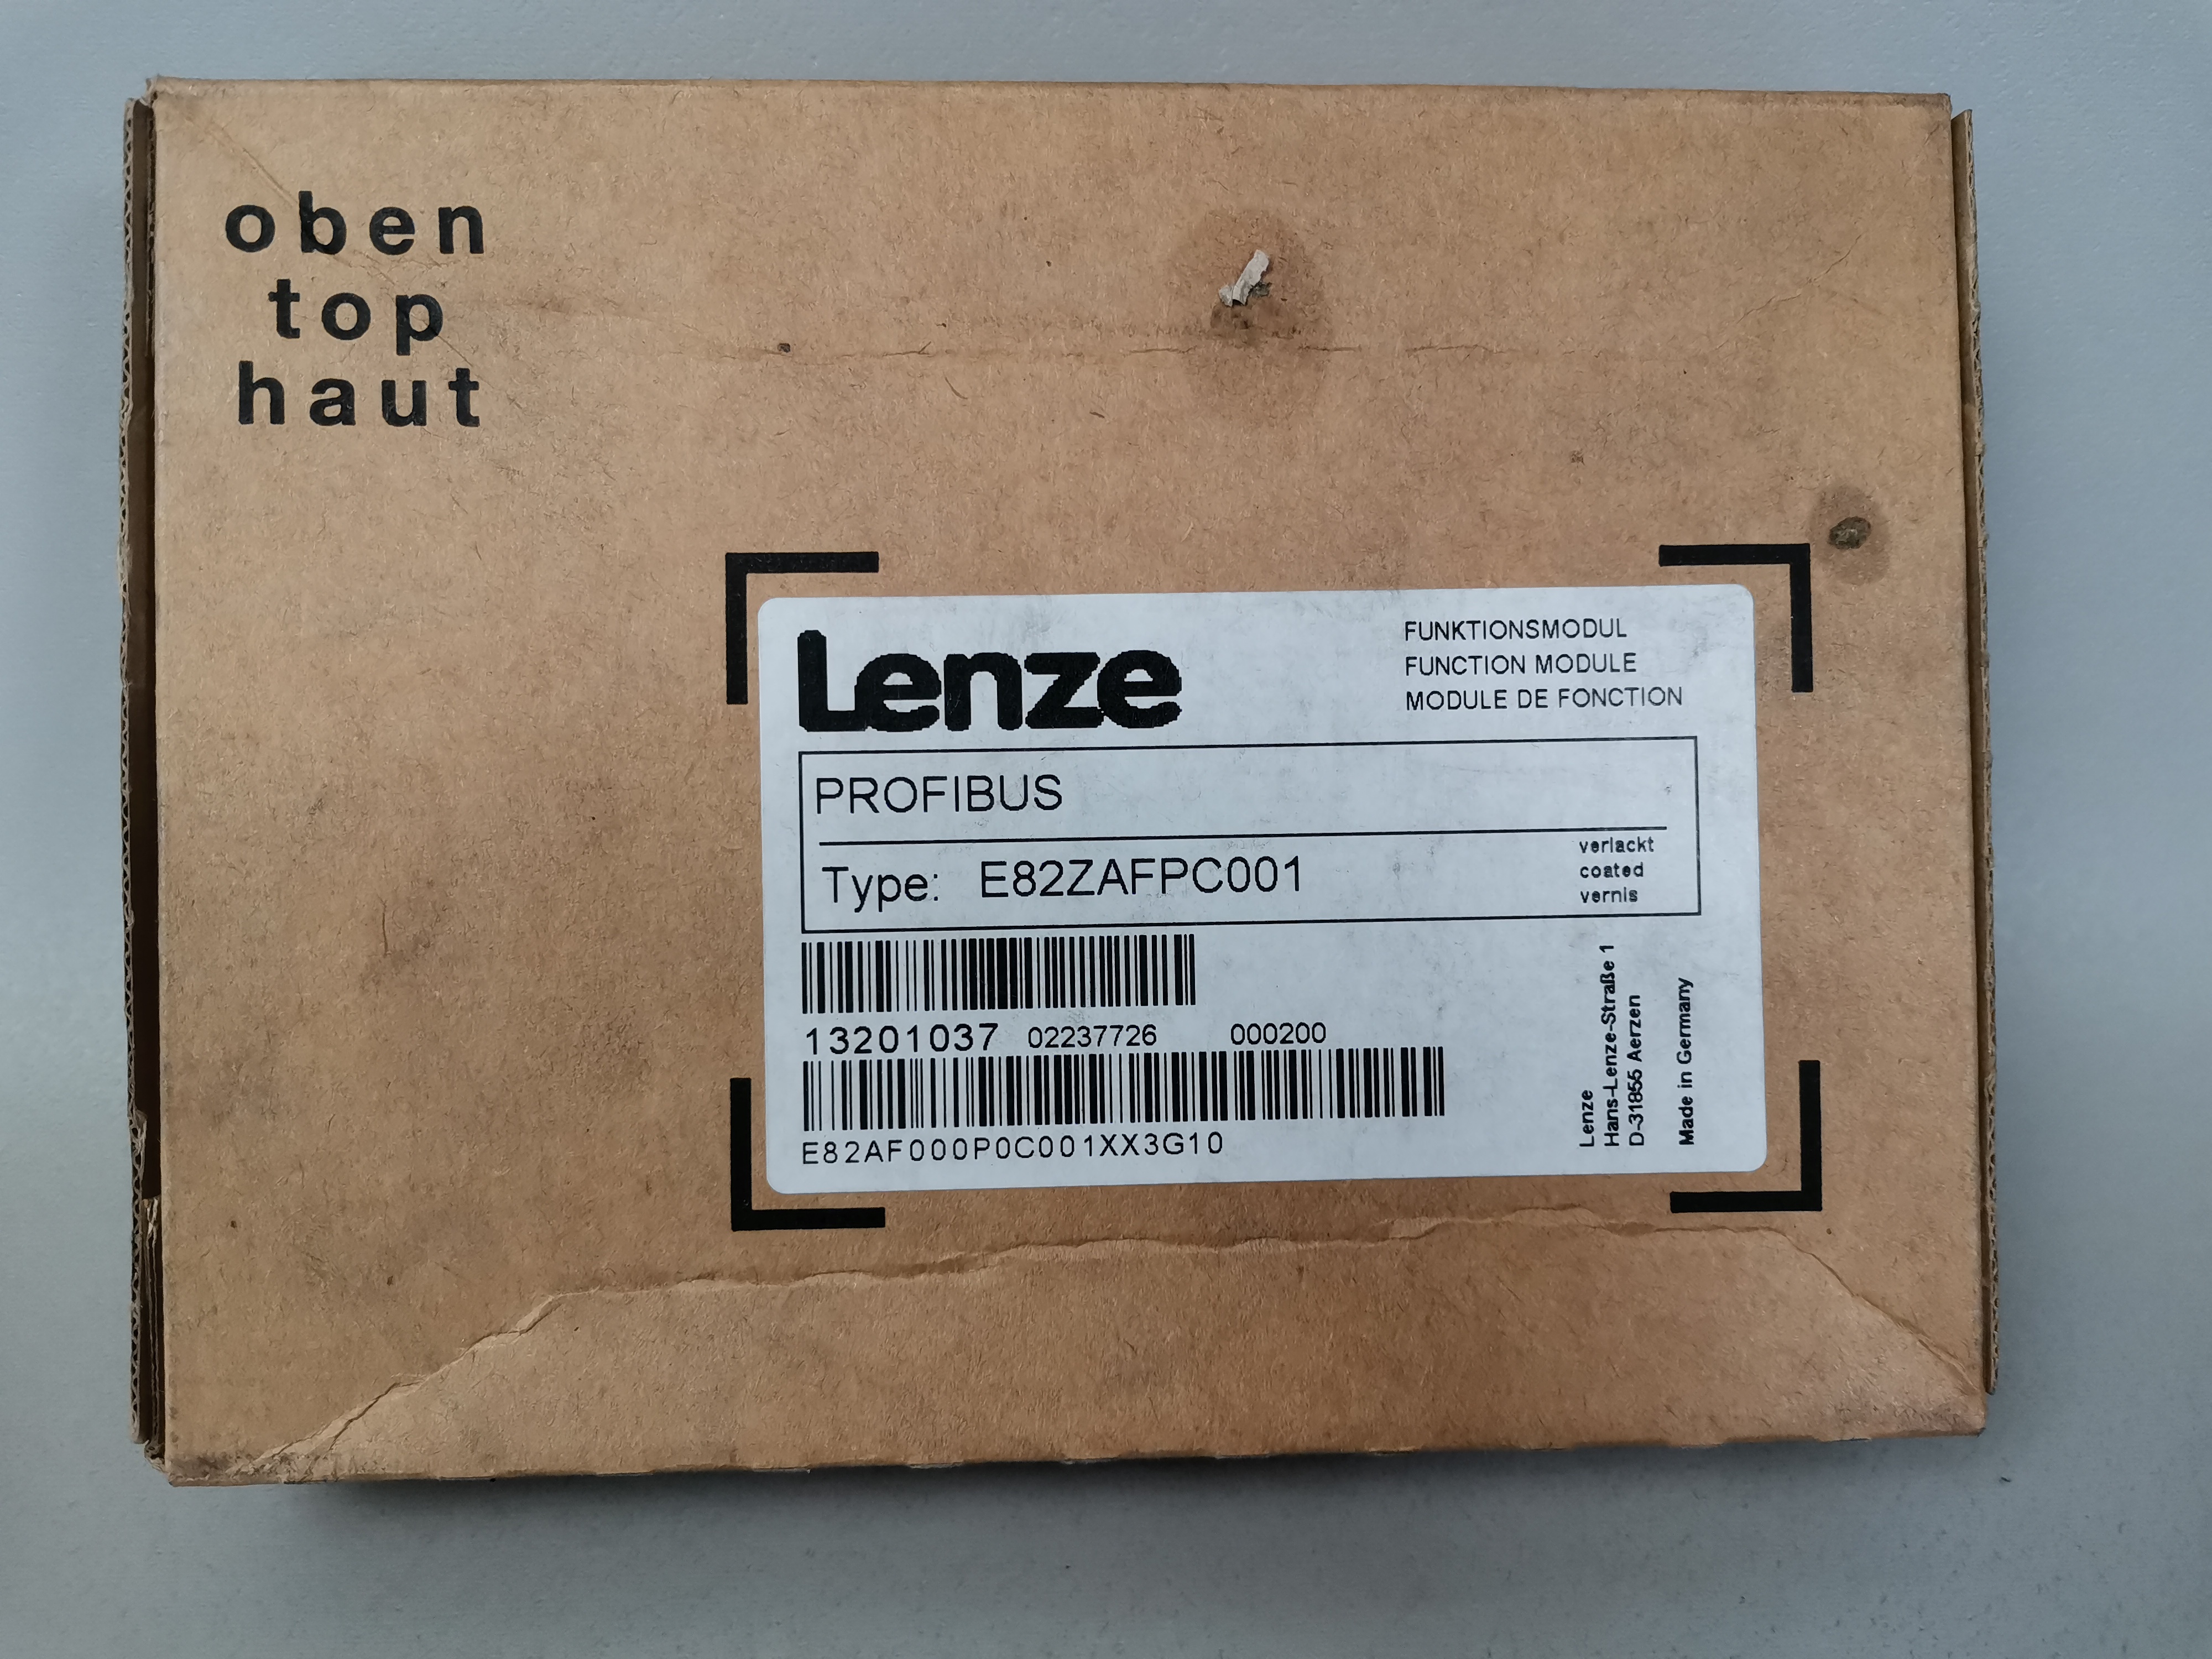 oben
top
haut
Lenze
FUNKTIONSMODUL
FUNCTION MODULE
MODULE DE FONCTION
PROFIBUS
Type: E82ZAFPC001
verlackt
coated
vernis
13201037 02237726 000200
E82AF000P0C001XX3G10
Lenze
Hans-Lenze-Straße 1
D-31855 Aerzen
Made in Germany